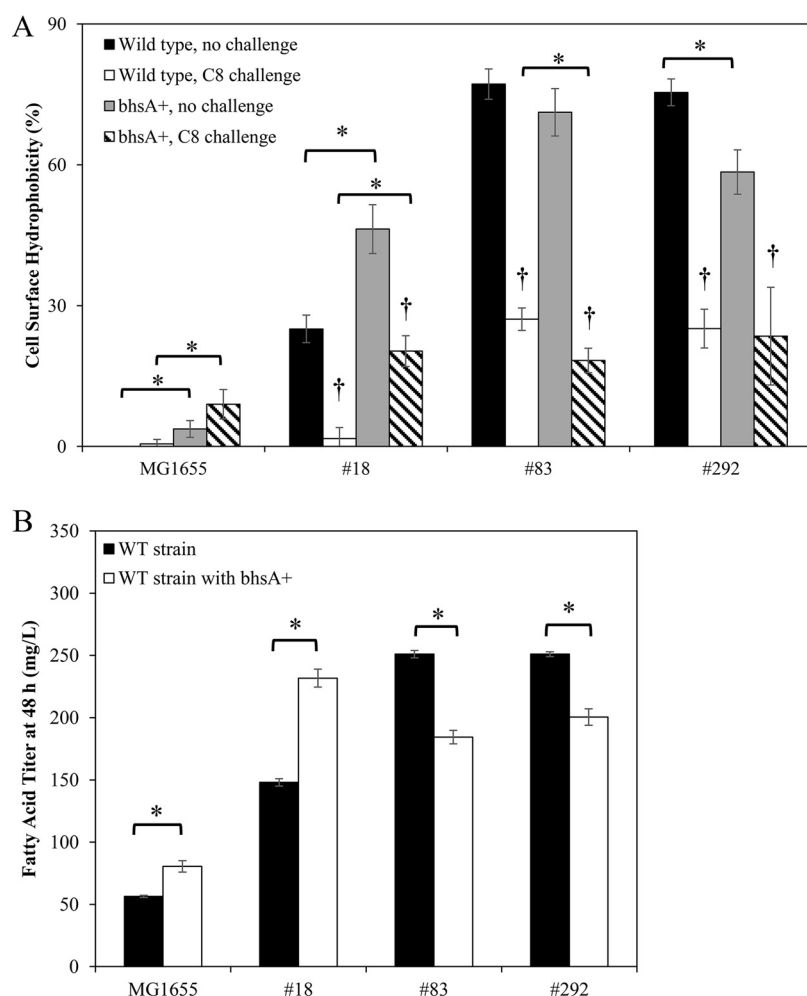 A
Cell Surface Hydrophobicity (%)
90
60
30
0
Wild type, no challenge
Wild type, C8 challenge
bhsA+, no challenge
bhsA+, C8 challenge
* * * * * *
† † † † † †
MG1655 #18 #83 #292
B
Fatty Acid Titer at 48 h (mg/L)
350
300
250
200
150
100
50
0
WT strain
WT strain with bhsA+
* * * *
MG1655 #18 #83 #292